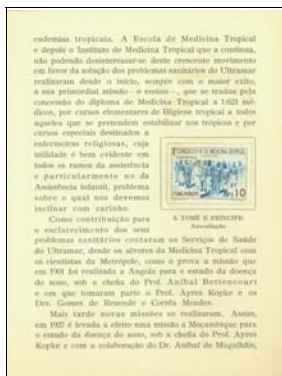 endemias tropicais. A Escola de Medicina Tropical
e depois o Instituto de Medicina Tropical que a continua,
não podendo desinteressar-se deste crescente movimento
em favor da solução dos problemas sanitários do Ultramar
realizaram desde o início, sempre com o maior exito,
a sua primordial missão—o ensino—, que se traduz pela
concessão do diploma de Medicina Tropical a 1:621 mé-
dicos, por cursos elementares de Higiene tropical a todos
aqueles que se pretendem estabilizar nos trópicos e por
cursos especiais destinados a
enfermeiras religiosas, cuja
utilidade é bem evidente em
todos os ramos da assistência
e particularmente no da
Assistência infantil, problema
sobre o qual nos devemos
inclinar com carinho.
10
S. TOMÉ E PRÍNCIPE
Auscultação
Como contribuição para
o esclarecimento dos seus
problemas sanitários contaram os Serviços de Saúde
do Ultramar, desde os alvores da Medicina Tropical com
os cientistas da Metrópole, como o prova a missão que
em 1901 foi realizada a Angola para o estudo da doença
do sono, sob a chefia do Prof. Aníbal Bettencourt
e em que tomaram parte o Prof. Ayres Kopke e os
Drs. Gomes de Rezende e Corrêa Mendes.
Mais tarde novas missões se realizaram. Assim,
em 1927 é levada a efeito uma missão a Moçambique para
o estudo da doença do sono, sob a chefia do Prof. Ayres
Kopke e com a colaboração do Dr. Aníbal de Magalhãis,